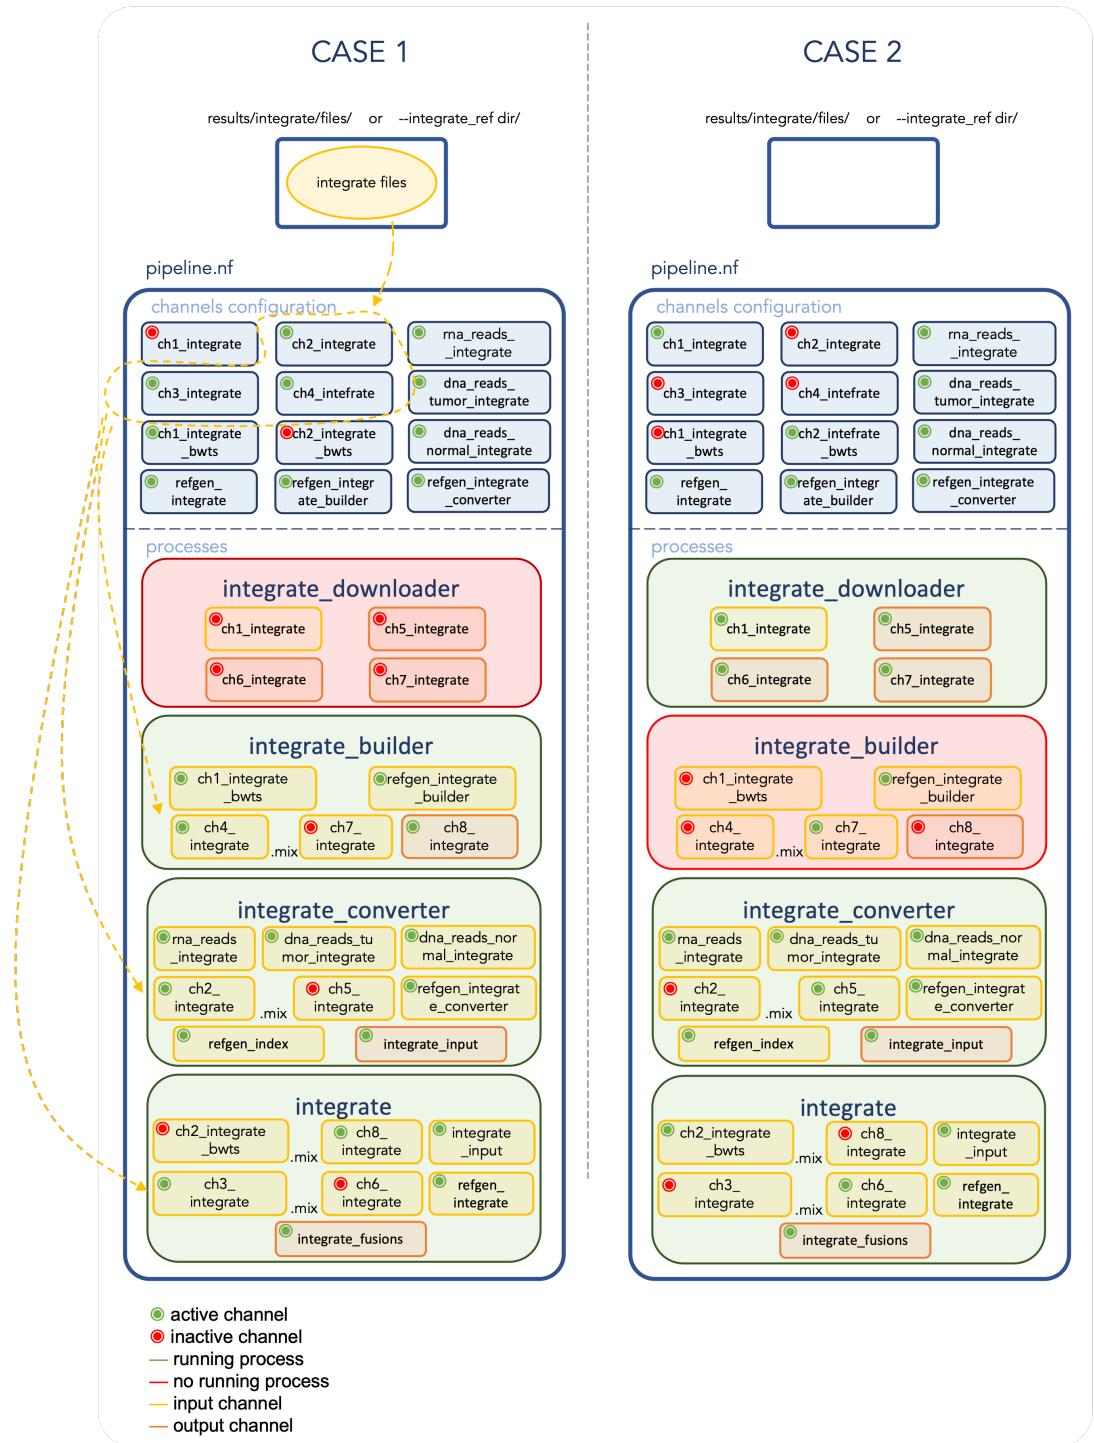 CASE 1
results/integrate/files/ or --integrate_ref dir/
integrate files
pipeline.nf
channels configuration
ch1_integrate
ch2_integrate
rna_reads_
_integrate
ch3_integrate
ch4_intefrate
dna_reads_
tumor_integrate
ch1_integrate
_bwts
ch2_integrate
_bwts
dna_reads_
normal_integrate
refgen_
integrate
refgen_integr
ate_builder
refgen_integrate
_converter
processes
integrate_downloader
ch1_integrate
ch5_integrate
ch6_integrate
ch7_integrate
integrate_builder
ch1_integrate
_bwts
refgen_integrate
_builder
ch4_
integrate
.mix
ch7_
integrate
ch8_
integrate
integrate_converter
rna_reads
_integrate
dna_reads_tu
mor_integrate
dna_reads_nor
mal_integrate
ch2_
integrate
.mix
ch5_
integrate
refgen_integrat
e_converter
refgen_index
integrate_input
integrate
ch2_integrate
_bwts
.mix
ch8_
integrate
integrate
_input
ch3_
integrate
.mix
ch6_
integrate
refgen_
integrate
integrate_fusions
CASE 2
results/integrate/files/ or --integrate_ref dir/
pipeline.nf
channels configuration
ch1_integrate
ch2_integrate
rna_reads_
_integrate
ch3_integrate
ch4_intefrate
dna_reads_
tumor_integrate
ch1_integrate
_bwts
ch2_intefrate
_bwts
dna_reads_
normal_integrate
refgen_
integrate
refgen_integr
ate_builder
refgen_integrate
_converter
processes
integrate_downloader
ch1_integrate
ch5_integrate
ch6_integrate
ch7_integrate
integrate_builder
ch1_integrate
_bwts
refgen_integrate
_builder
ch4_
integrate
.mix
ch7_
integrate
ch8_
integrate
integrate_converter
rna_reads
_integrate
dna_reads_tu
mor_integrate
dna_reads_nor
mal_integrate
ch2_
integrate
.mix
ch5_
integrate
refgen_integrat
e_converter
refgen_index
integrate_input
integrate
ch2_integrate
_bwts
.mix
ch8_
integrate
integrate
_input
ch3_
integrate
.mix
ch6_
integrate
refgen_
integrate
integrate_fusions
active channel
inactive channel
running process
no running process
input channel
output channel